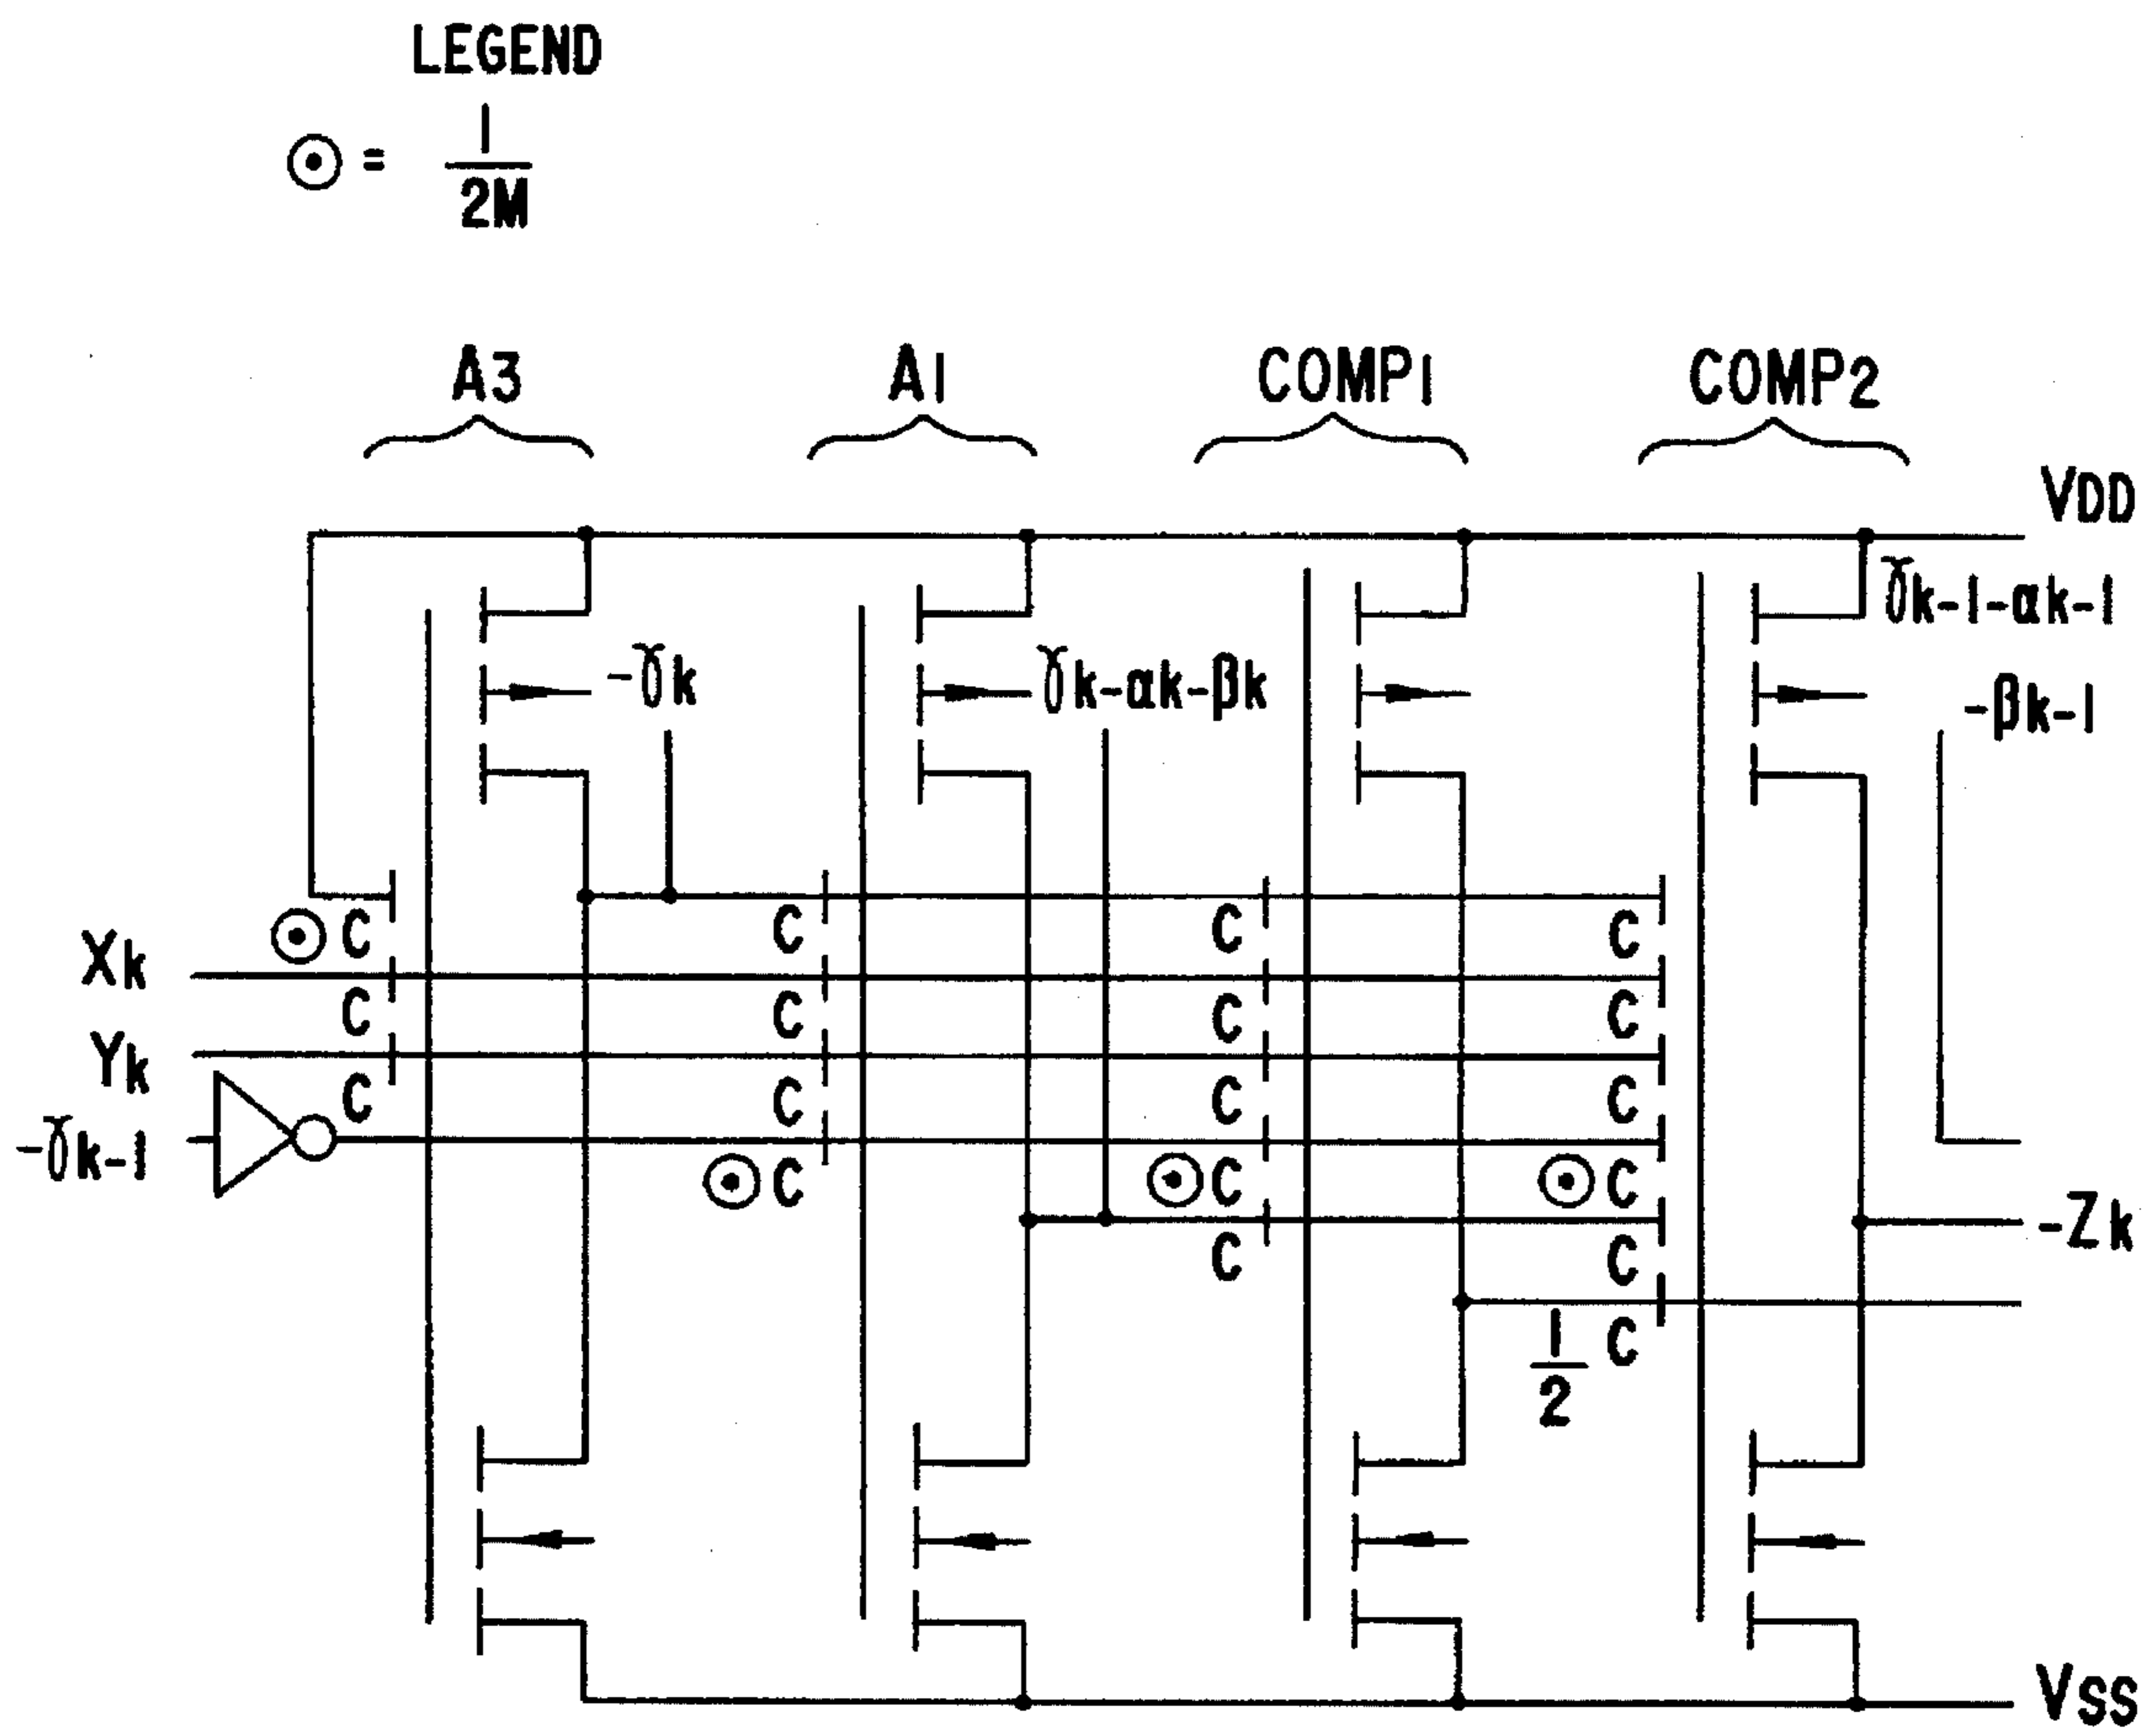 LEGEND
⊙ = 1/2M
A3 A1 COMP1 COMP2
VDD
γk-1-αk-1
-γk γk-αk-βk -βk-1
⊙ C C C C
Xk
C C C C
Yk
C C C C
-γk-1
⊙ C ⊙ C ⊙ C
-Zk
C C
1/2 C
VSS